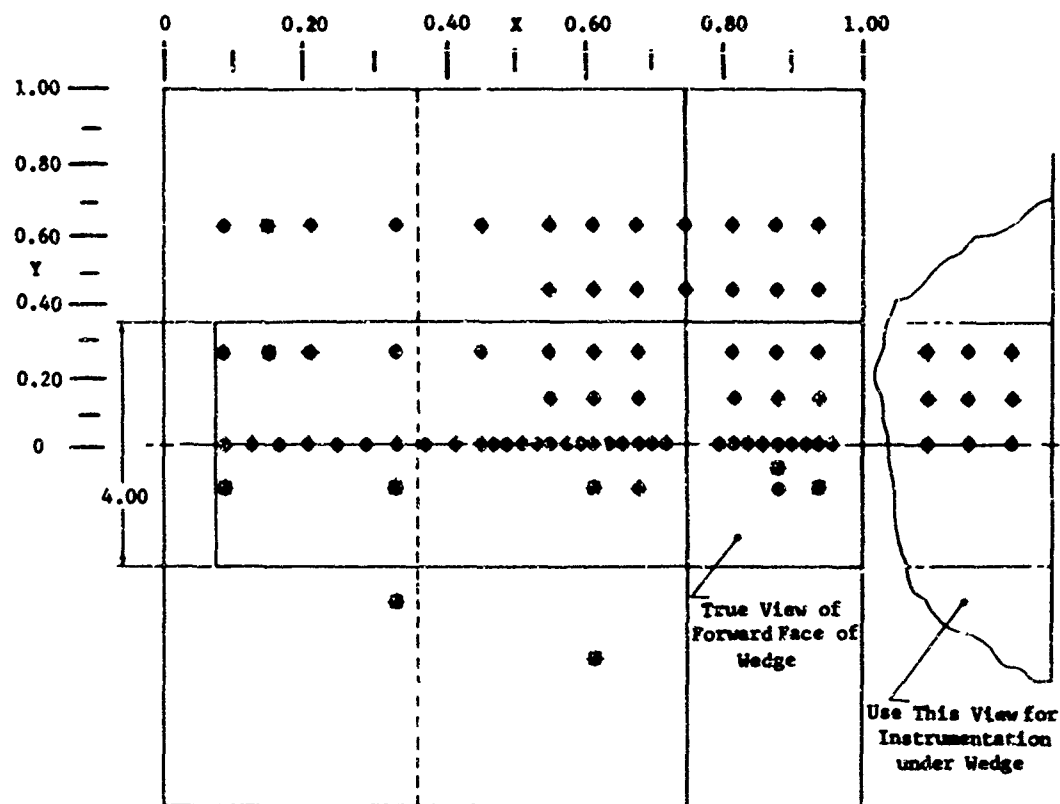 0 0.20 0.40 X 0.60 0.80 1.00
1.00
0.80
0.60
Y
0.40
0.20
0
4.00
True View of
Forward Face of
Wedge
Use This View for
Instrumentation
under Wedge